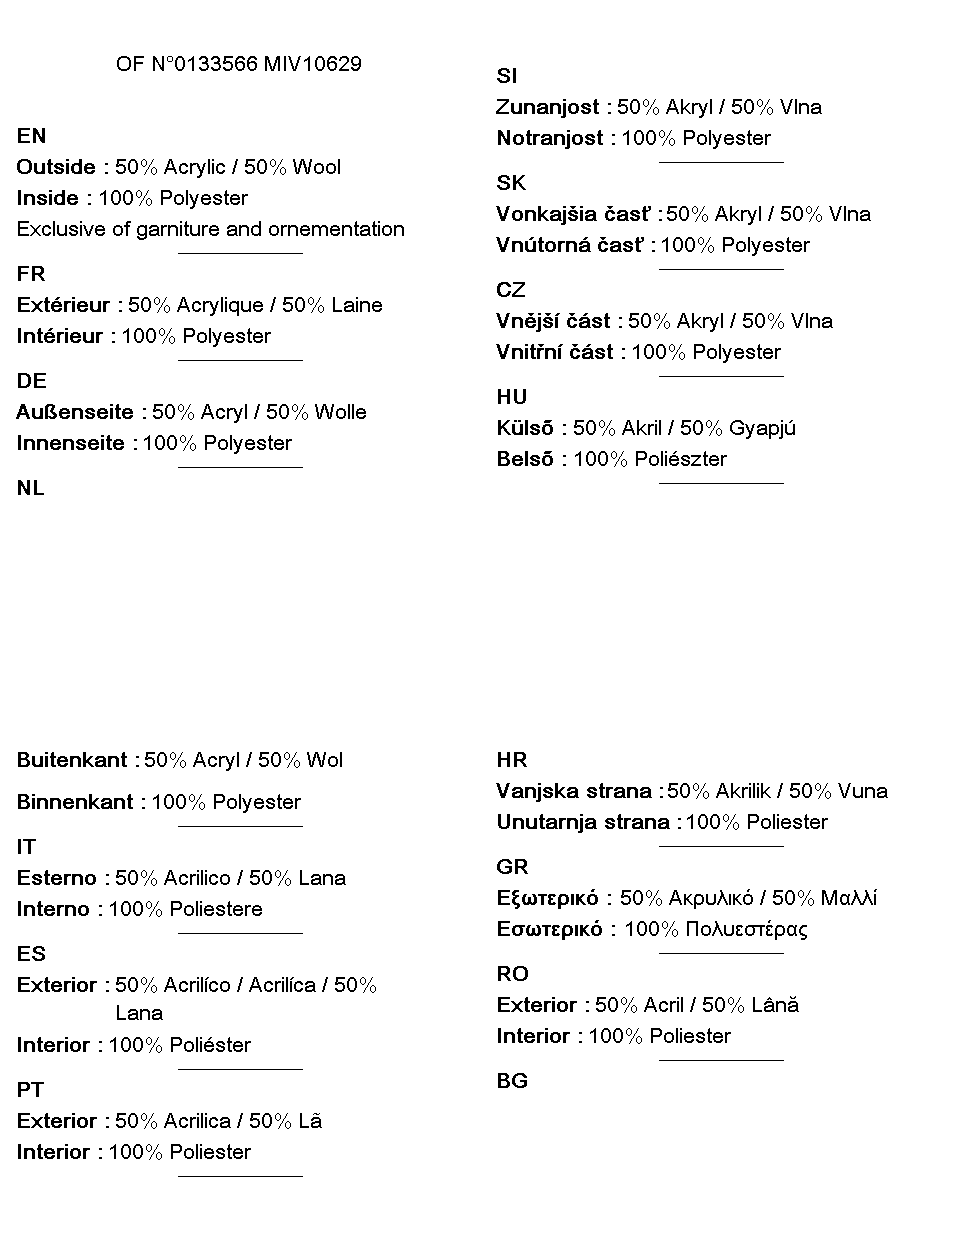 OF N°0133566 MIV10629
EN
Outside : 50% Acrylic / 50% Wool
Inside : 100% Polyester
Exclusive of garniture and ornementation
FR
Extérieur : 50% Acrylique / 50% Laine
Intérieur : 100% Polyester
DE
Außenseite : 50% Acryl / 50% Wolle
Innenseite : 100% Polyester
NL
Buitenkant : 50% Acryl / 50% Wol
Binnenkant : 100% Polyester
IT
Esterno : 50% Acrilico / 50% Lana
Interno : 100% Poliestere
ES
Exterior : 50% Acrilíco / Acrilíca / 50%
Lana
Interior : 100% Poliéster
PT
Exterior : 50% Acrilica / 50% Lã
Interior : 100% Poliester
SI
Zunanjost : 50% Akryl / 50% Vlna
Notranjost : 100% Polyester
SK
Vonkajšia časť : 50% Akryl / 50% Vlna
Vnútorná časť : 100% Polyester
CZ
Vnější část : 50% Akryl / 50% Vlna
Vnitřní část : 100% Polyester
HU
Külsõ : 50% Akril / 50% Gyapjú
Belsõ : 100% Poliészter
HR
Vanjska strana : 50% Akrilik / 50% Vuna
Unutarnja strana : 100% Poliester
GR
Εξωτερικό : 50% Ακρυλικό / 50% Μαλλί
Εσωτερικό : 100% Πολυεστέρας
RO
Exterior : 50% Acril / 50% Lână
Interior : 100% Poliester
BG